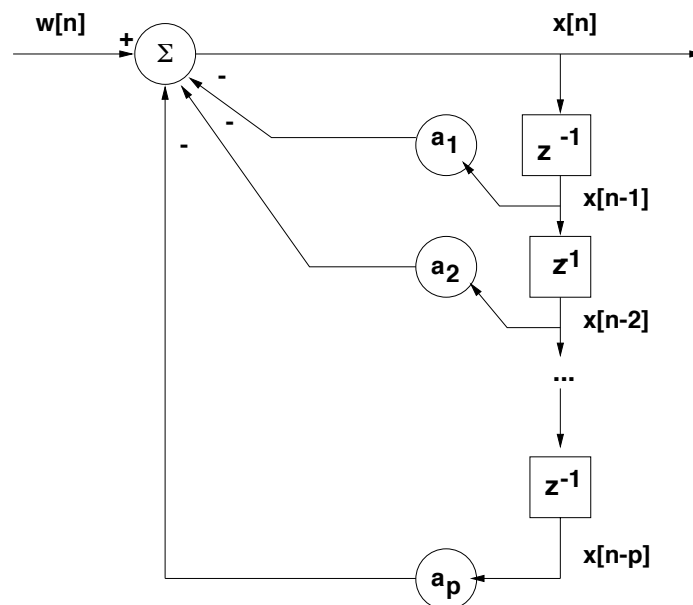 w[n]
x[n]
+
Σ
-
-
-
a1
z-1
x[n-1]
a2
z1
x[n-2]
...
z-1
x[n-p]
ap